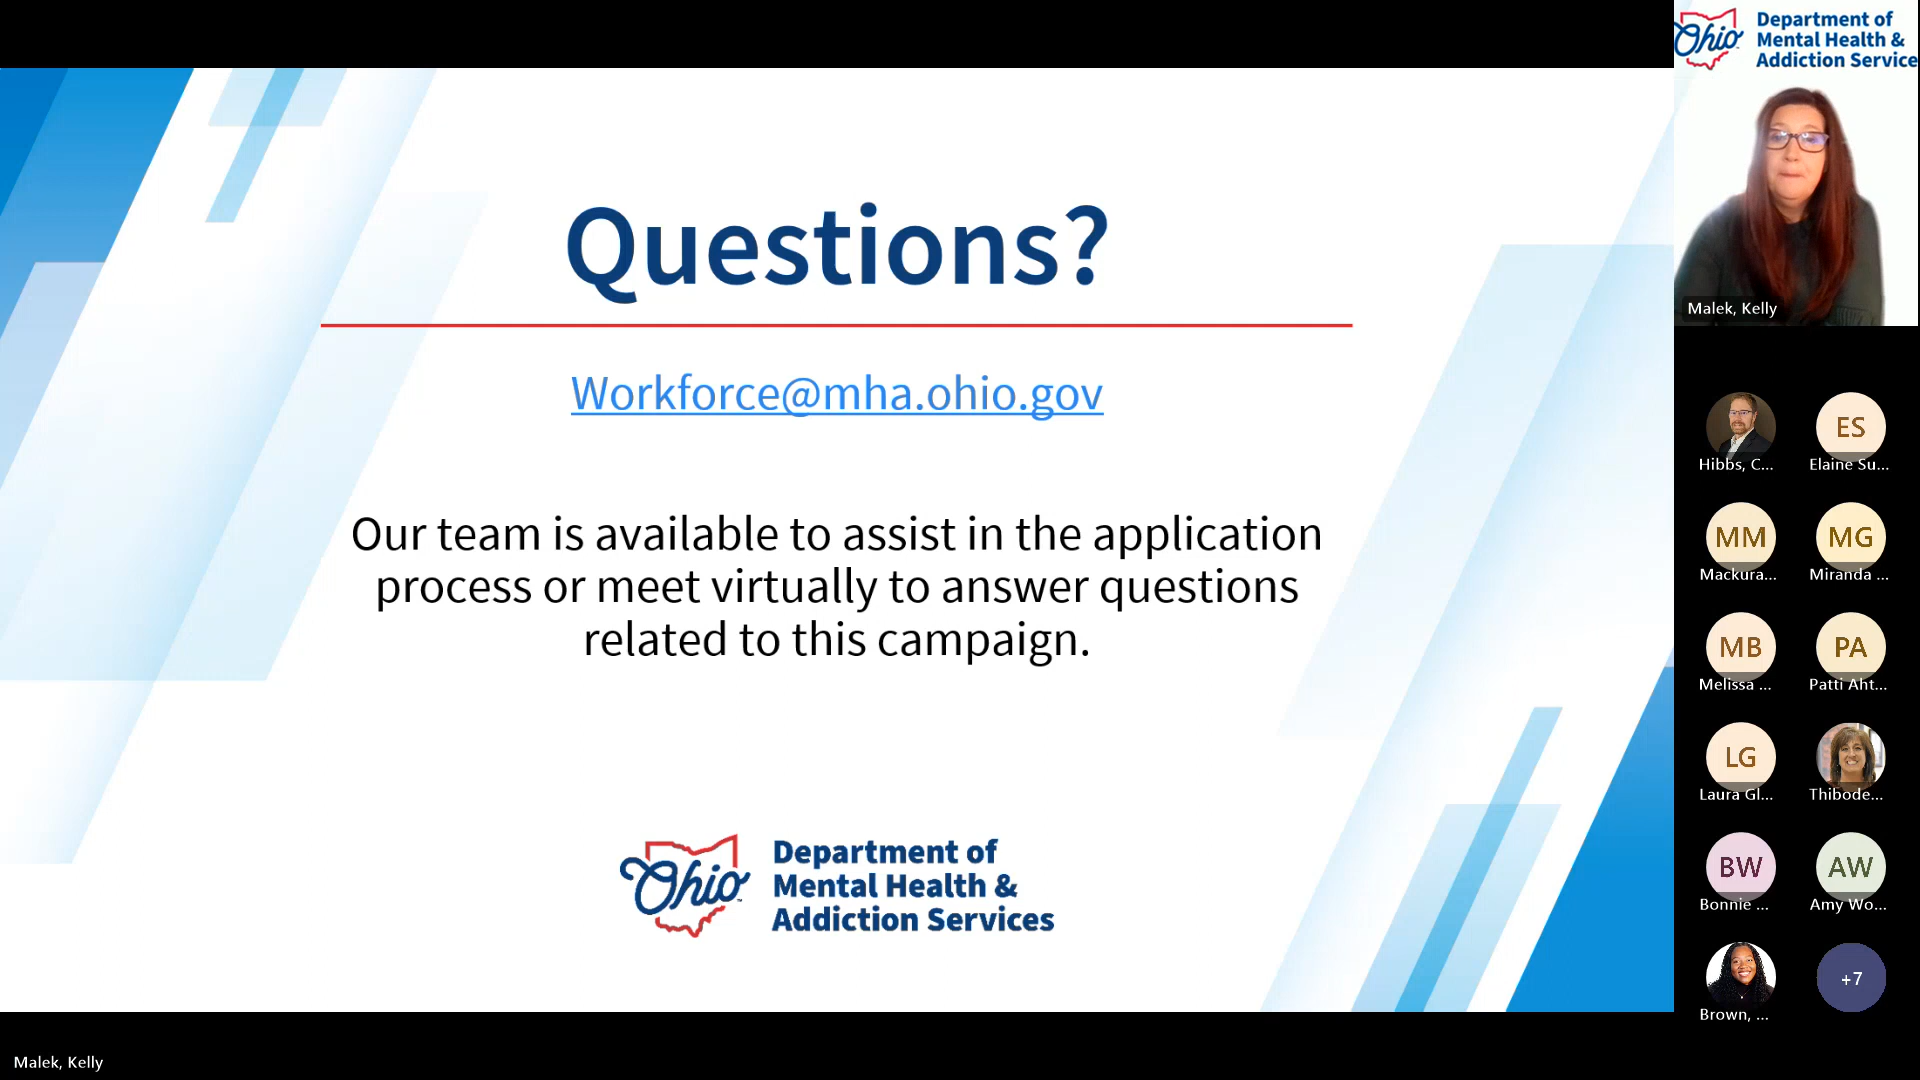 Questions?
Workforce@mha.ohio.gov
Our team is available to assist in the application
process or meet virtually to answer questions
related to this campaign.
Ohio
Department of
Mental Health &
Addiction Services
Malek, Kelly
Ohio
Department of
Mental Health &
Addiction Service
Malek, Kelly
Hibbs, C...
ES
Elaine Su...
MM
Mackura...
MG
Miranda ...
MB
Melissa ...
PA
Patti Aht...
LG
Laura Gl...
Thibode...
BW
Bonnie ...
AW
Amy Wo...
Brown, ...
+7